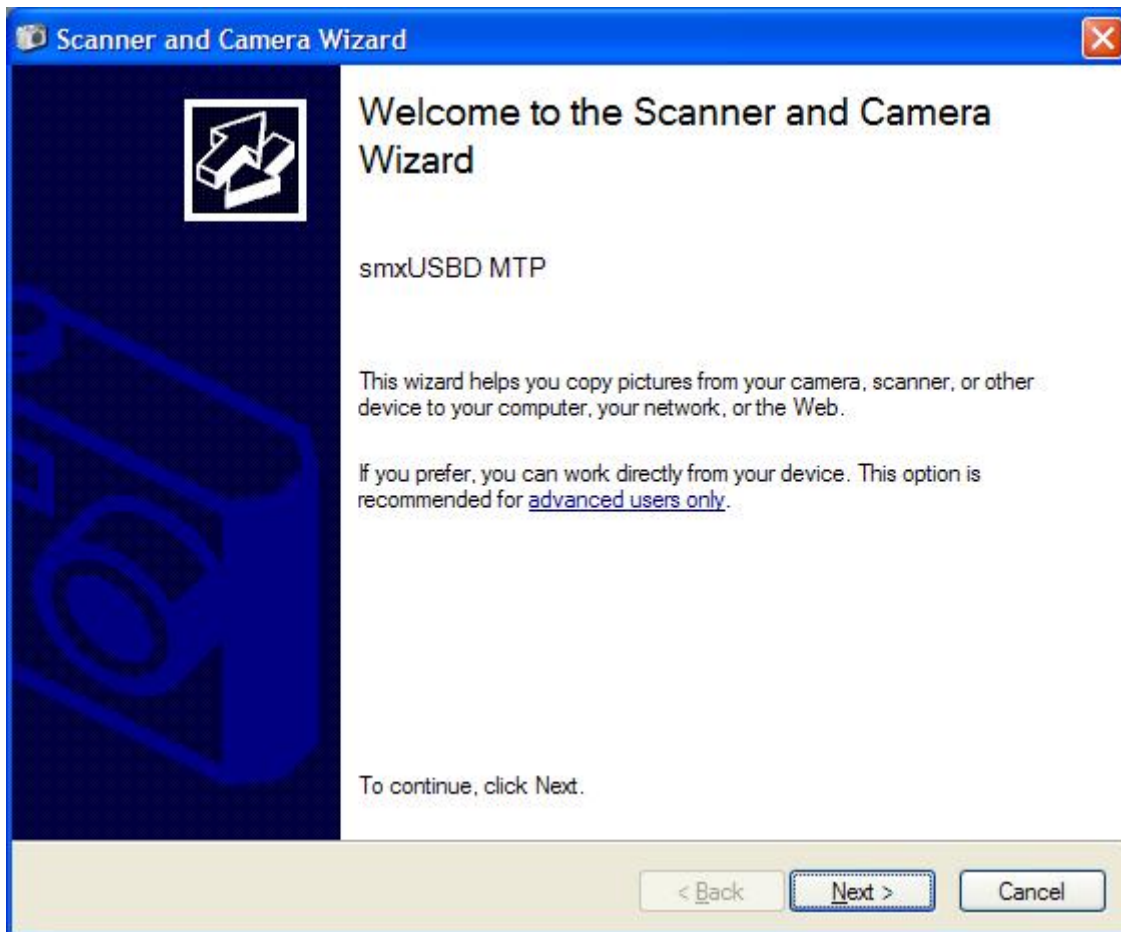 Scanner and Camera Wizard
Welcome to the Scanner and Camera
Wizard
smxUSBD MTP
This wizard helps you copy pictures from your camera, scanner, or other
device to your computer, your network, or the Web.
If you prefer, you can work directly from your device. This option is
recommended for advanced users only.
To continue, click Next.
< Back Next > Cancel